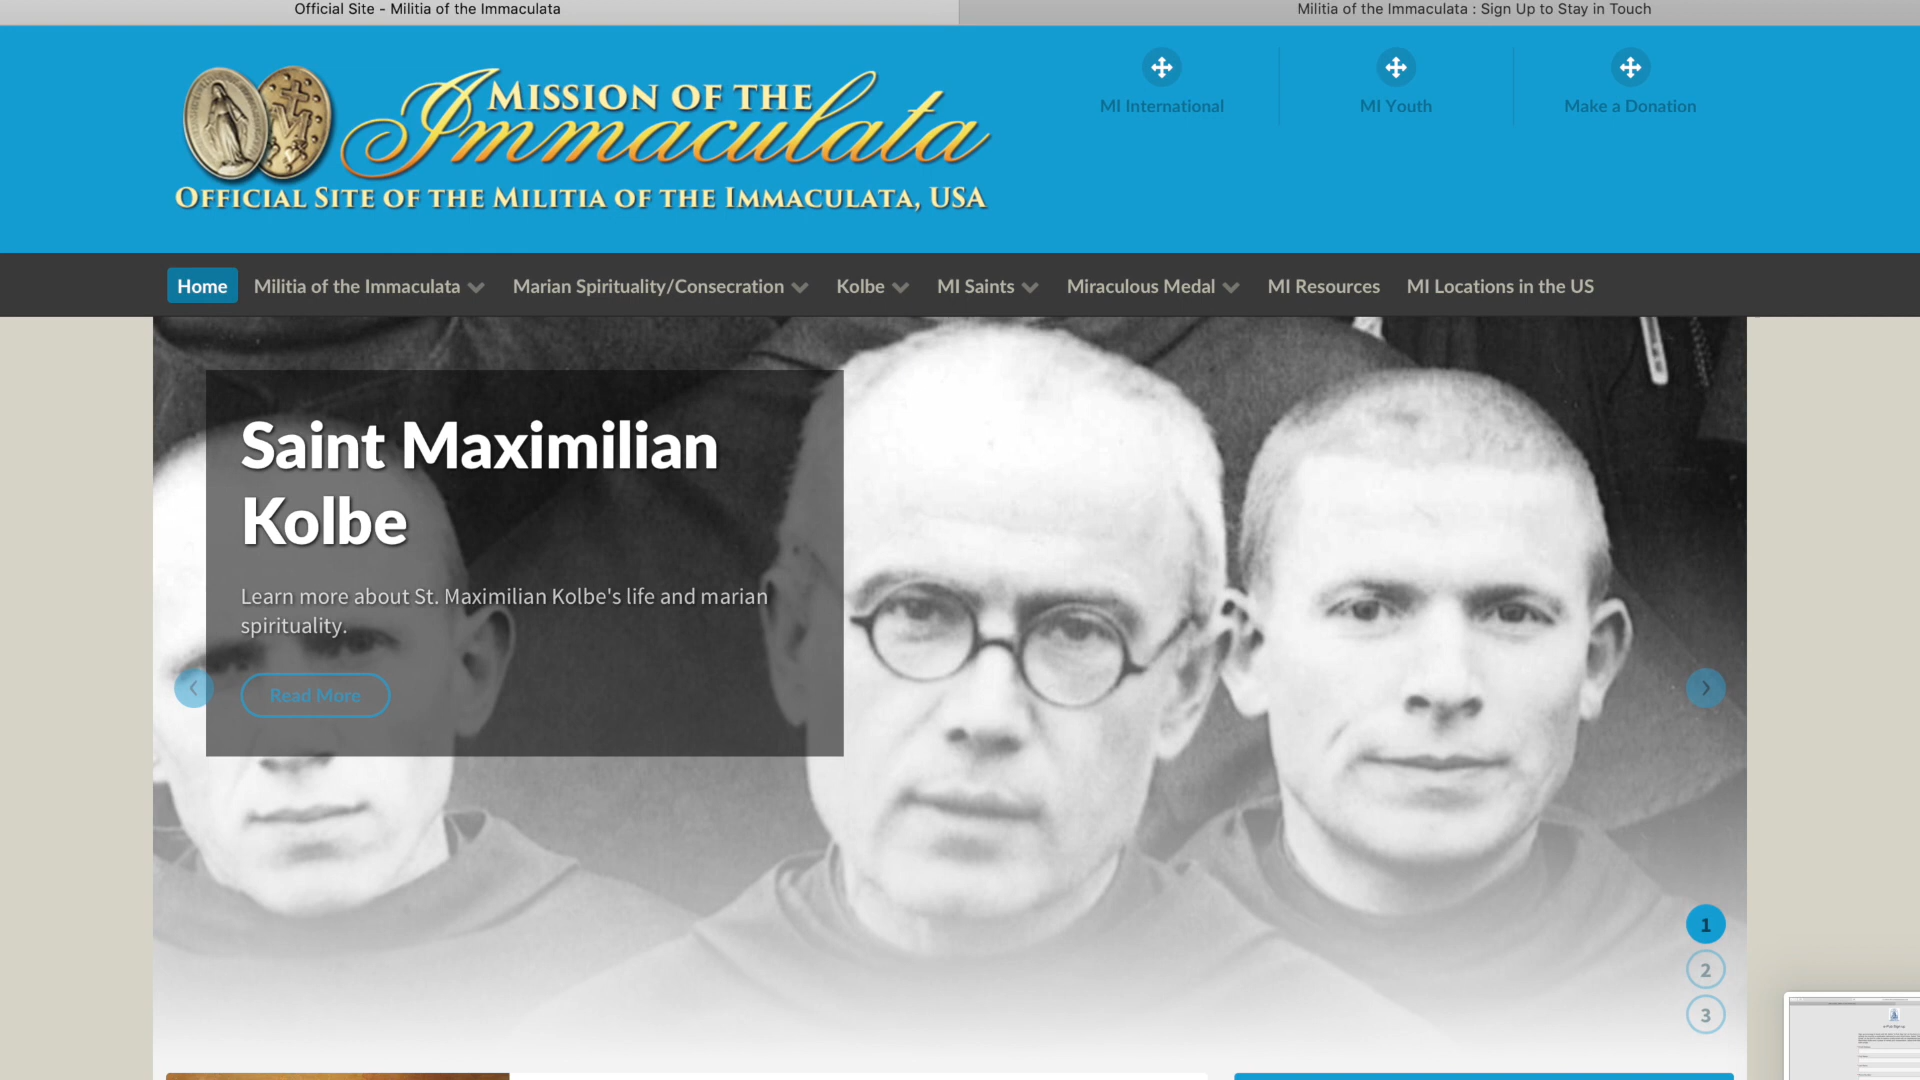 Official Site - Militia of the Immaculata
Militia of the Immaculata : Sign Up to Stay in Touch
MISSION OF THE
Immaculata
OFFICIAL SITE OF THE MILITIA OF THE IMMACULATA, USA
MI International
MI Youth
Make a Donation
Home
Militia of the Immaculata
Marian Spirituality/Consecration
Kolbe
MI Saints
Miraculous Medal
MI Resources
MI Locations in the US
Saint Maximilian
Kolbe
Learn more about St. Maximilian Kolbe's life and marian
spirituality.
Read More
1
2
3